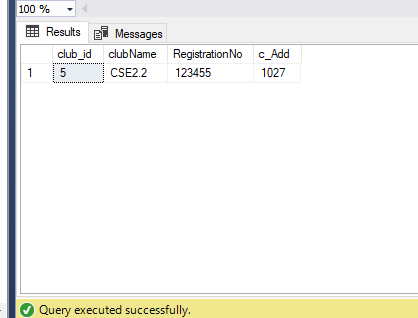 100 %
Results Messages
club_id clubName RegistrationNo c_Add
1 5 CSE2.2 123455 1027
Query executed successfully.